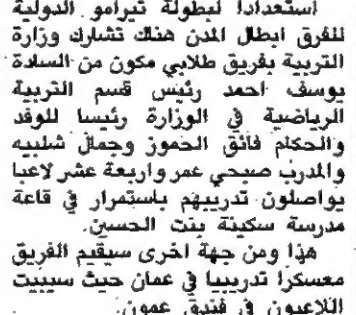 استعدادا لبطولة تيرامو الدولية
للفرق ابطال المدن هناك تشارك وزارة
التربية بفريق طلابي مكون من السادة
يوسف احمد رئيس قسم التربية
الرياضية في الوزارة رئيسا للوفد
والحكام فائق الحموز وجمال شلبيه
والمدرب صبحي عمر واربعة عشر لاعبا
يواصلون تدريبهم باستمرار في قاعة
مدرسة سكينة بنت الحسين.
هذا ومن جهة اخرى سيقيم الفريق
معسكرا تدريبيا في عمان حيث سيبيت
اللاعبون في فندق عمون.